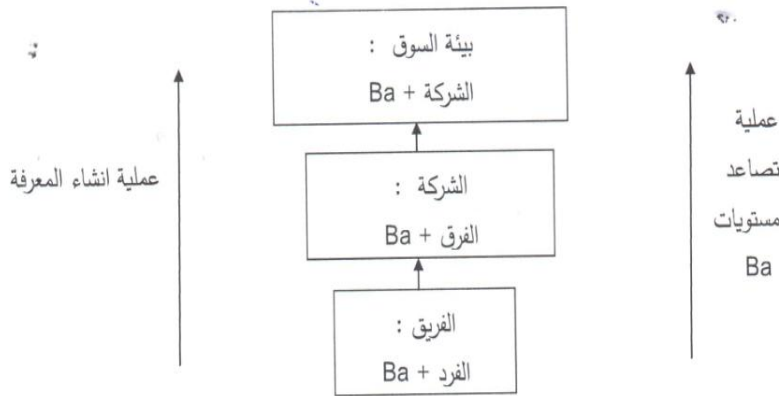 بيئة السوق :
الشركة + Ba
عملية انشاء المعرفة
الشركة :
الفرق + Ba
الفريق :
الفرد + Ba
عملية
تصاعد
مستويات
Ba